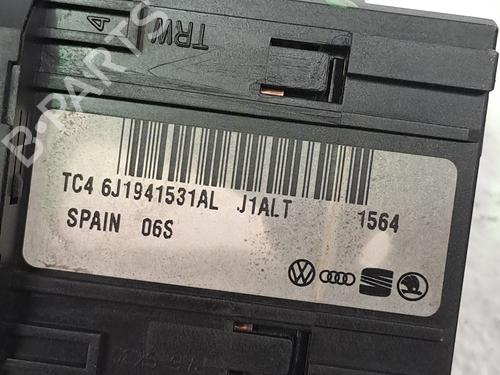 TRW
TC4 6J1941531AL J1ALT 1564
SPAIN 06S
B-PARTS